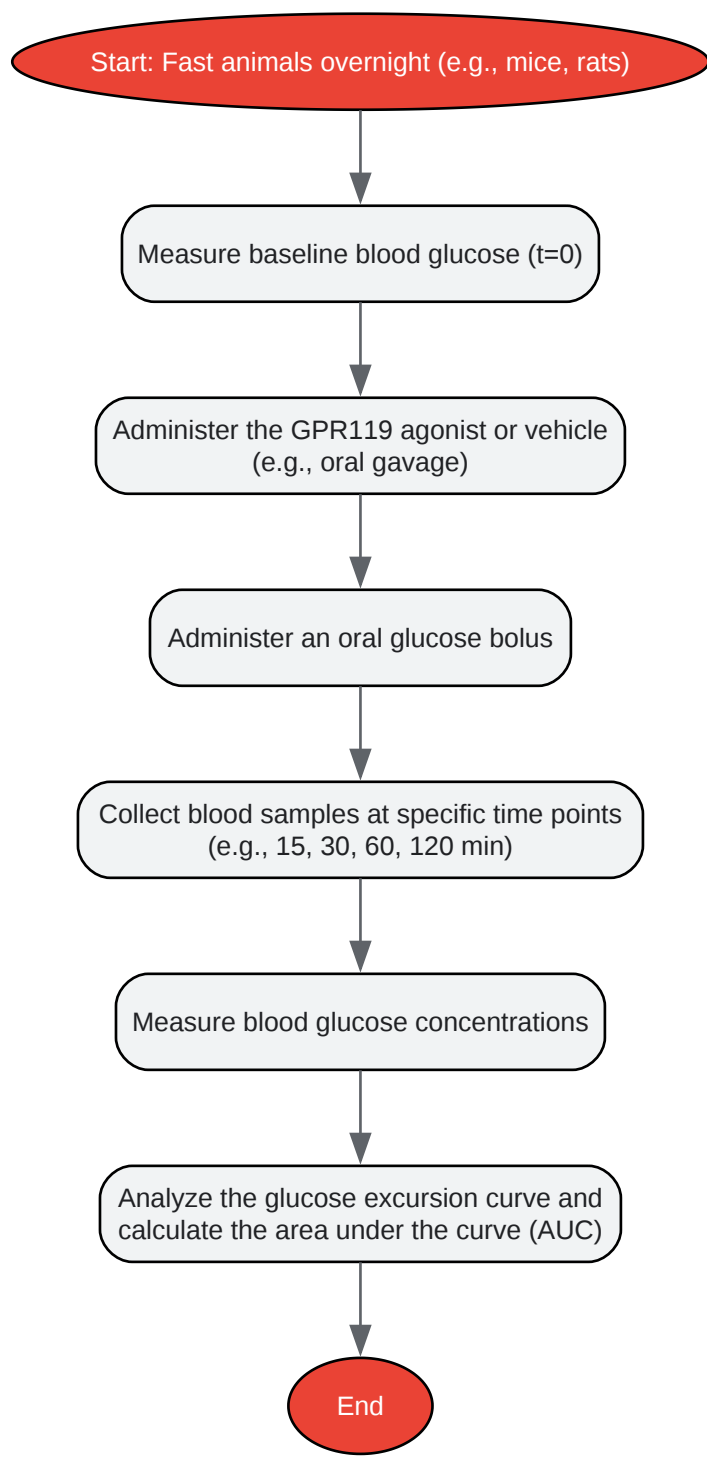 Start: Fast animals overnight (e.g., mice, rats)
Measure baseline blood glucose (t=0)
Administer the GPR119 agonist or vehicle
(e.g., oral gavage)
Administer an oral glucose bolus
Collect blood samples at specific time points
(e.g., 15, 30, 60, 120 min)
Measure blood glucose concentrations
Analyze the glucose excursion curve and
calculate the area under the curve (AUC)
End